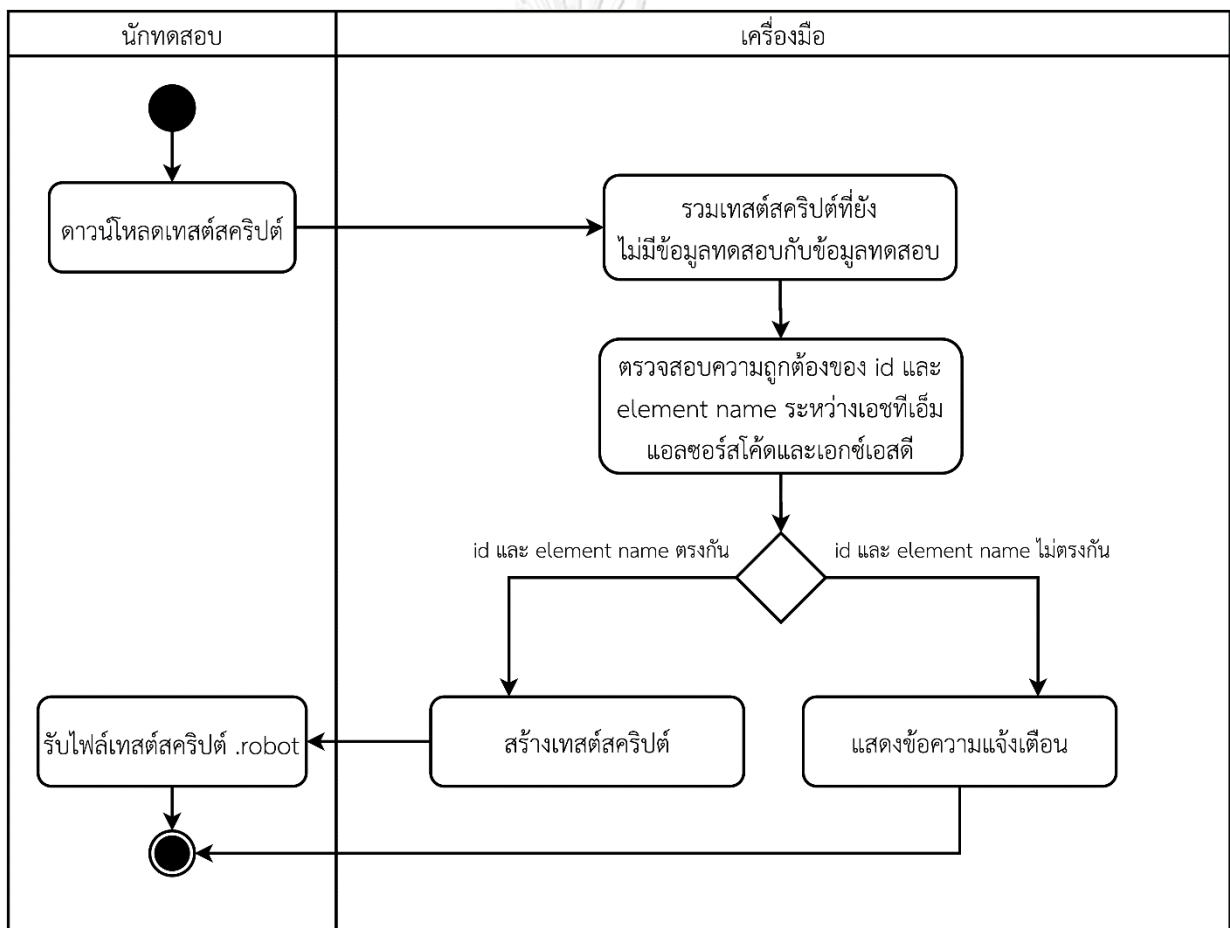 นักทดสอบ
เครื่องมือ
ดาวน์โหลดเทสต์สคริปต์
รวมเทสต์สคริปต์ที่ยัง
ไม่มีข้อมูลทดสอบกับข้อมูลทดสอบ
ตรวจสอบความถูกต้องของ id และ
element name ระหว่างเอชทีเอ็ม
แอลซอร์สโค้ดและเอกซ์เอสดี
id และ element name ตรงกัน
id และ element name ไม่ตรงกัน
รับไฟล์เทสต์สคริปต์ .robot
สร้างเทสต์สคริปต์
แสดงข้อความแจ้งเตือน